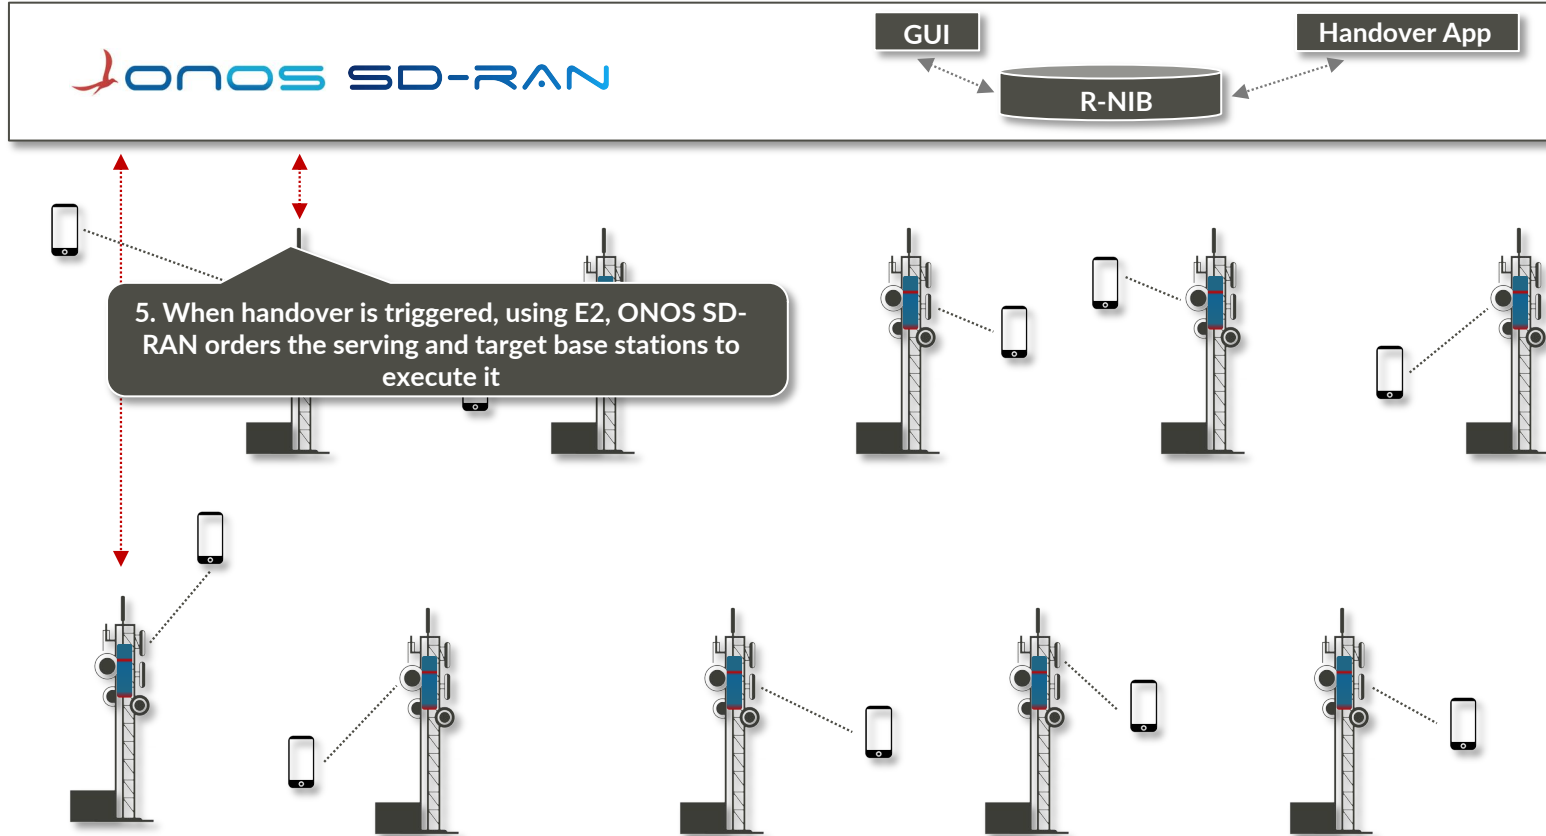 GUI
Handover App
onos SD-RAN
R-NIB
5. When handover is triggered, using E2, ONOS SD-
RAN orders the serving and target base stations to
execute it